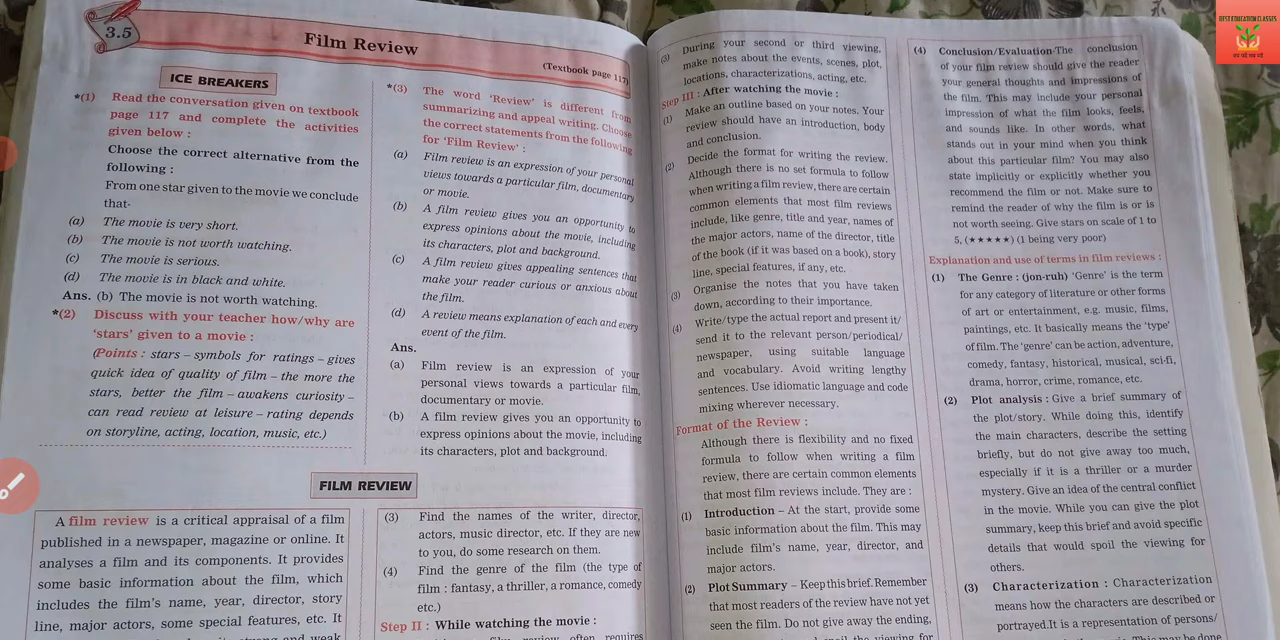 3.5
Film Review
(Textbook page 117)
ICE BREAKERS
*(1) Read the conversation given on textbook
page 117 and complete the activities
given below :
Choose the correct alternative from the
following :
From one star given to the movie we conclude
that-
(a) The movie is very short.
(b) The movie is not worth watching.
(c) The movie is serious.
(d) The movie is in black and white.
Ans. (b) The movie is not worth watching.
*(2) Discuss with your teacher how/why are
'stars' given to a movie :
(Points : stars – symbols for ratings – gives
quick idea of quality of film – the more the
stars, better the film – awakens curiosity –
can read review at leisure – rating depends
on storyline, acting, location, music, etc.)
*(3) The word 'Review' is different from
summarizing and appeal writing. Choose
the correct statements from the following
for 'Film Review' :
(a) Film review is an expression of your personal
views towards a particular film, documentary
or movie.
(b) A film review gives you an opportunity to
express opinions about the movie, including
its characters, plot and background.
(c) A film review gives appealing sentences that
make your reader curious or anxious about
the film.
(d) A review means explanation of each and every
event of the film.
Ans.
(a) Film review is an expression of your
personal views towards a particular film,
documentary or movie.
(b) A film review gives you an opportunity to
express opinions about the movie, including
its characters, plot and background.
FILM REVIEW
A film review is a critical appraisal of a film
published in a newspaper, magazine or online. It
analyses a film and its components. It provides
some basic information about the film, which
includes the film's name, year, director, story
line, major actors, some special features, etc. It
and weak
(3) Find the names of the writer, director,
actors, music director, etc. If they are new
to you, do some research on them.
(4) Find the genre of the film (the type of
film : fantasy, a thriller, a romance, comedy
etc.)
Step II : While watching the movie :
film review often requires
(3) During your second or third viewing,
make notes about the events, scenes, plot,
locations, characterizations, acting, etc.
Step III : After watching the movie :
(1) Make an outline based on your notes. Your
review should have an introduction, body
and conclusion.
(2) Decide the format for writing the review.
Although there is no set formula to follow
when writing a film review, there are certain
common elements that most film reviews
include, like genre, title and year, names of
the major actors, name of the director, title
of the book (if it was based on a book), story
line, special features, if any, etc.
(3) Organise the notes that you have taken
down, according to their importance.
(4) Write/type the actual report and present it/
send it to the relevant person/periodical/
newspaper, using suitable language
and vocabulary. Avoid writing lengthy
sentences. Use idiomatic language and code
mixing wherever necessary.
Format of the Review :
Although there is flexibility and no fixed
formula to follow when writing a film
review, there are certain common elements
that most film reviews include. They are :
(1) Introduction – At the start, provide some
basic information about the film. This may
include film's name, year, director, and
major actors.
(2) Plot Summary – Keep this brief. Remember
that most readers of the review have not yet
seen the film. Do not give away the ending,
spoil the viewing for
(4) Conclusion/Evaluation-The conclusion
of your film review should give the reader
your general thoughts and impressions of
the film. This may include your personal
impression of what the film looks, feels,
and sounds like. In other words, what
stands out in your mind when you think
about this particular film? You may also
state implicitly or explicitly whether you
recommend the film or not. Make sure to
remind the reader of why the film is or is
not worth seeing. Give stars on scale of 1 to
5, (★★★★★) (1 being very poor)
Explanation and use of terms in film reviews :
(1) The Genre : (jon-ruh) 'Genre' is the term
for any category of literature or other forms
of art or entertainment, e.g. music, films,
paintings, etc. It basically means the 'type'
of film. The 'genre' can be action, adventure,
comedy, fantasy, historical, musical, sci-fi,
drama, horror, crime, romance, etc.
(2) Plot analysis : Give a brief summary of
the plot/story. While doing this, identify
the main characters, describe the setting
briefly, but do not give away too much,
especially if it is a thriller or a murder
mystery. Give an idea of the central conflict
in the movie. While you can give the plot
summary, keep this brief and avoid specific
details that would spoil the viewing for
others.
(3) Characterization : Characterization
means how the characters are described or
portrayed.It is a representation of persons/
BEST EDUCATION CLASSES